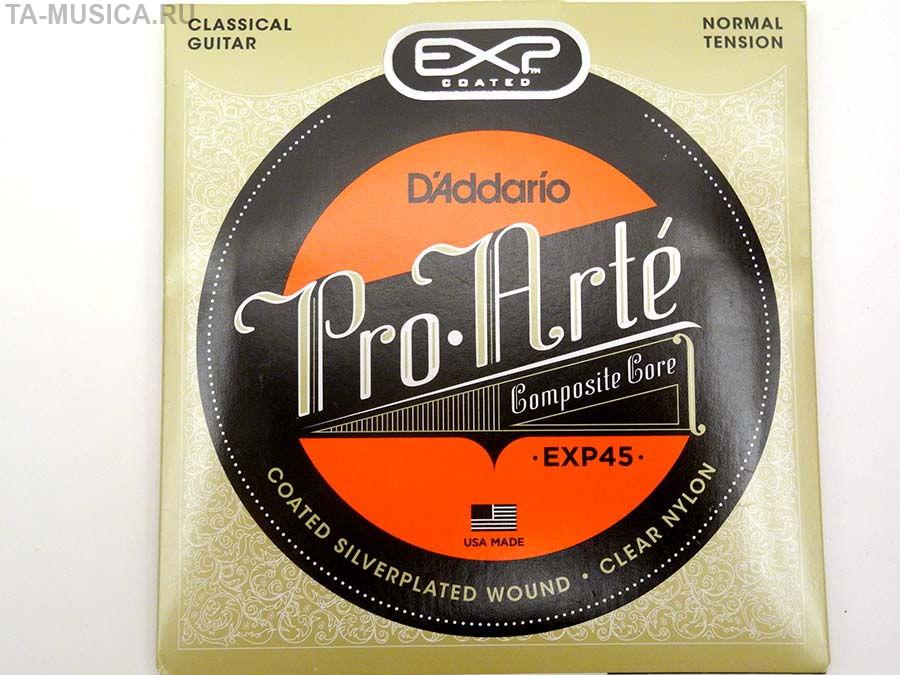 TA-MUSICA.RU
CLASSICAL
GUITAR
NORMAL
TENSION
EXP™
COATED
D'Addario
Pro·Arté
Composite Core
·EXP45·
USA MADE
COATED SILVERPLATED WOUND · CLEAR NYLON